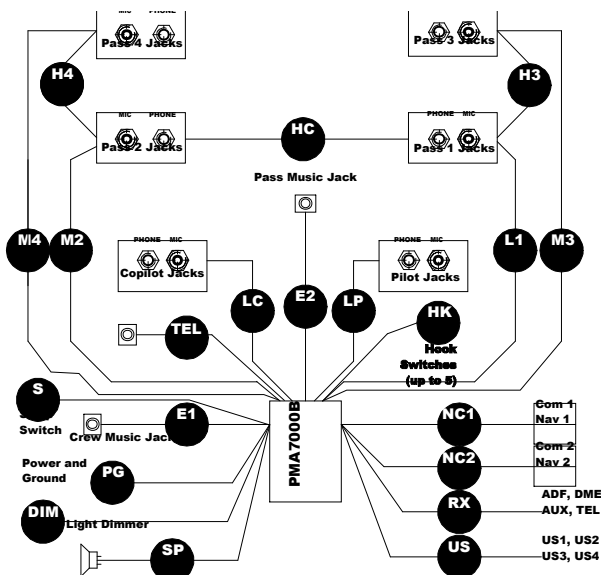 MIC PHONE
Pass 4 Jacks
Pass 3 Jacks
H4
H3
MIC PHONE
Pass 2 Jacks
HC
PHONE MIC
Pass 1 Jacks
Pass Music Jack
M4
M2
L1
M3
PHONE MIC
Copilot Jacks
PHONE MIC
Pilot Jacks
LC
E2
LP
HK
TEL
Hook
Switches
(up to 5)
S
Switch
E1
Crew Music Jack
PMA7000B
NC1
Com 1
Nav 1
NC2
Com 2
Nav 2
Power and
Ground
PG
RX
ADF, DME
AUX, TEL
DIM
Light Dimmer
SP
US
US1, US2
US3, US4